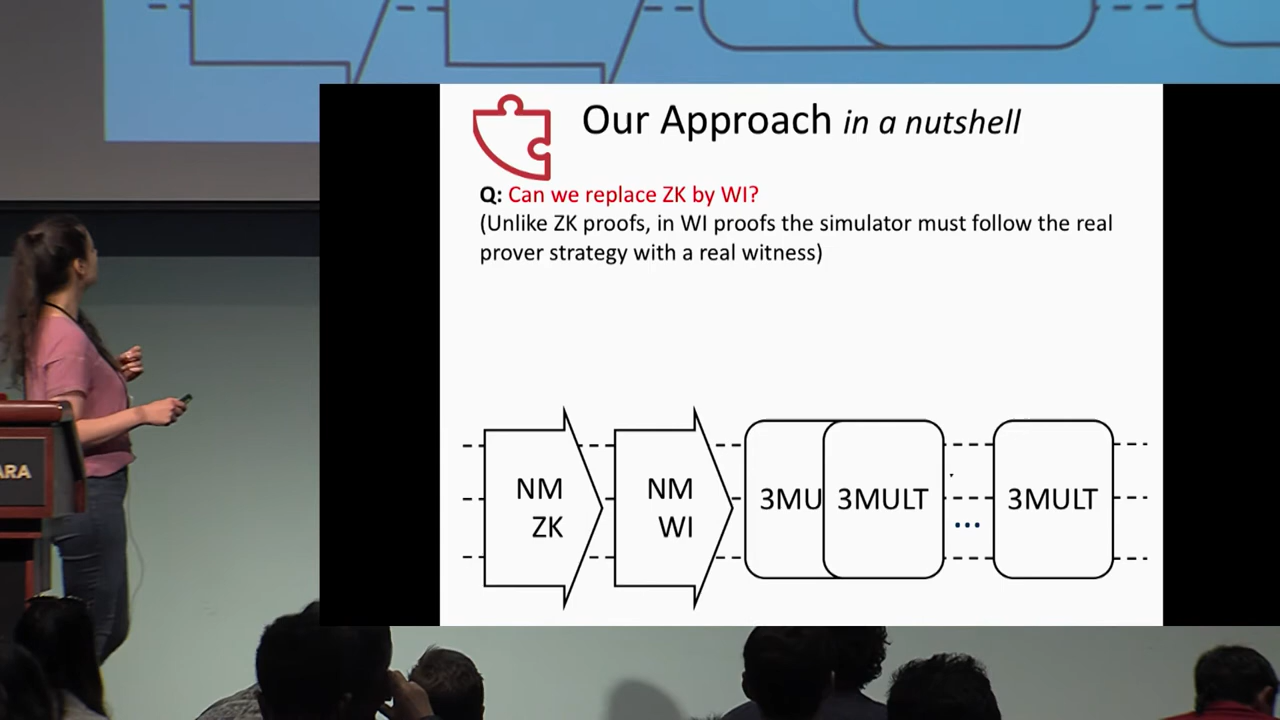 Our Approach in a nutshell
Q: Can we replace ZK by WI?
(Unlike ZK proofs, in WI proofs the simulator must follow the real
prover strategy with a real witness)
NM
ZK
NM
WI
3MU
3MULT
...
3MULT
ARA